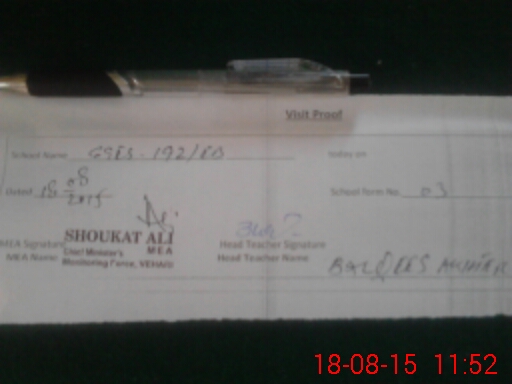 Visit Proof
School Name GGES - 192/EB
today on
Dated 18 08 2015
School form No. 03
MEA Signature SHOUKAT ALI
MEA
Head Teacher Signature
MEA Name Chief Minister's
Monitoring Force, VEHARI
Head Teacher Name
18-08-15 11:52